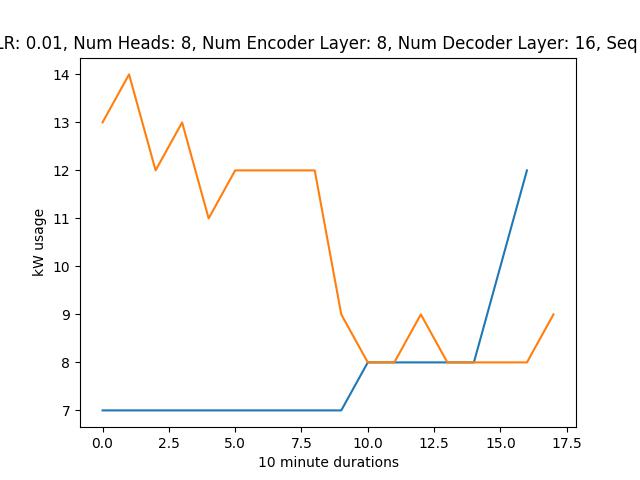 LR: 0.01, Num Heads: 8, Num Encoder Layer: 8, Num Decoder Layer: 16, Seq
14
13
12
11
10
9
8
7
kW usage
0.0 2.5 5.0 7.5 10.0 12.5 15.0 17.5
10 minute durations